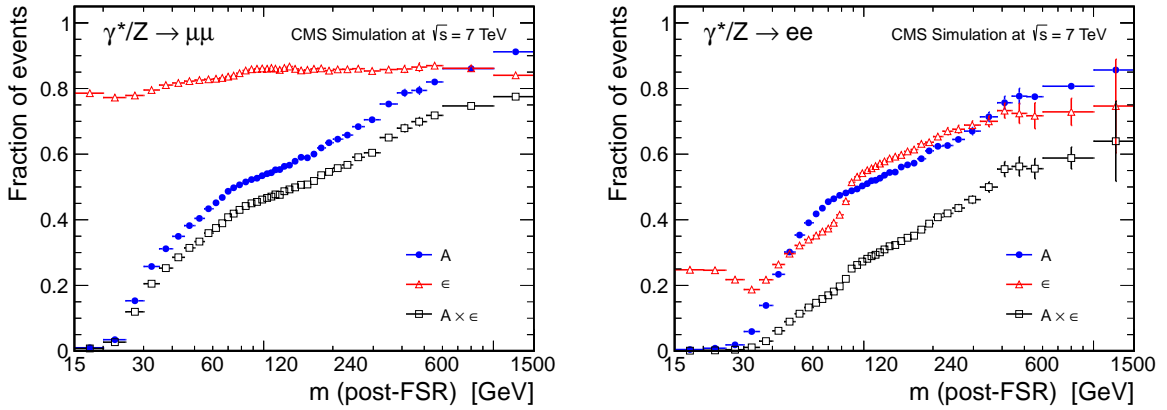 γ*/Z → μμ
CMS Simulation at √s = 7 TeV
Fraction of events
1
0.8
0.6
0.4
0.2
0
A
∈
A × ∈
15 30 60 120 240 600 1500
m (post-FSR) [GeV]
γ*/Z → ee
CMS Simulation at √s = 7 TeV
Fraction of events
1
0.8
0.6
0.4
0.2
0
A
∈
A × ∈
15 30 60 120 240 600 1500
m (post-FSR) [GeV]